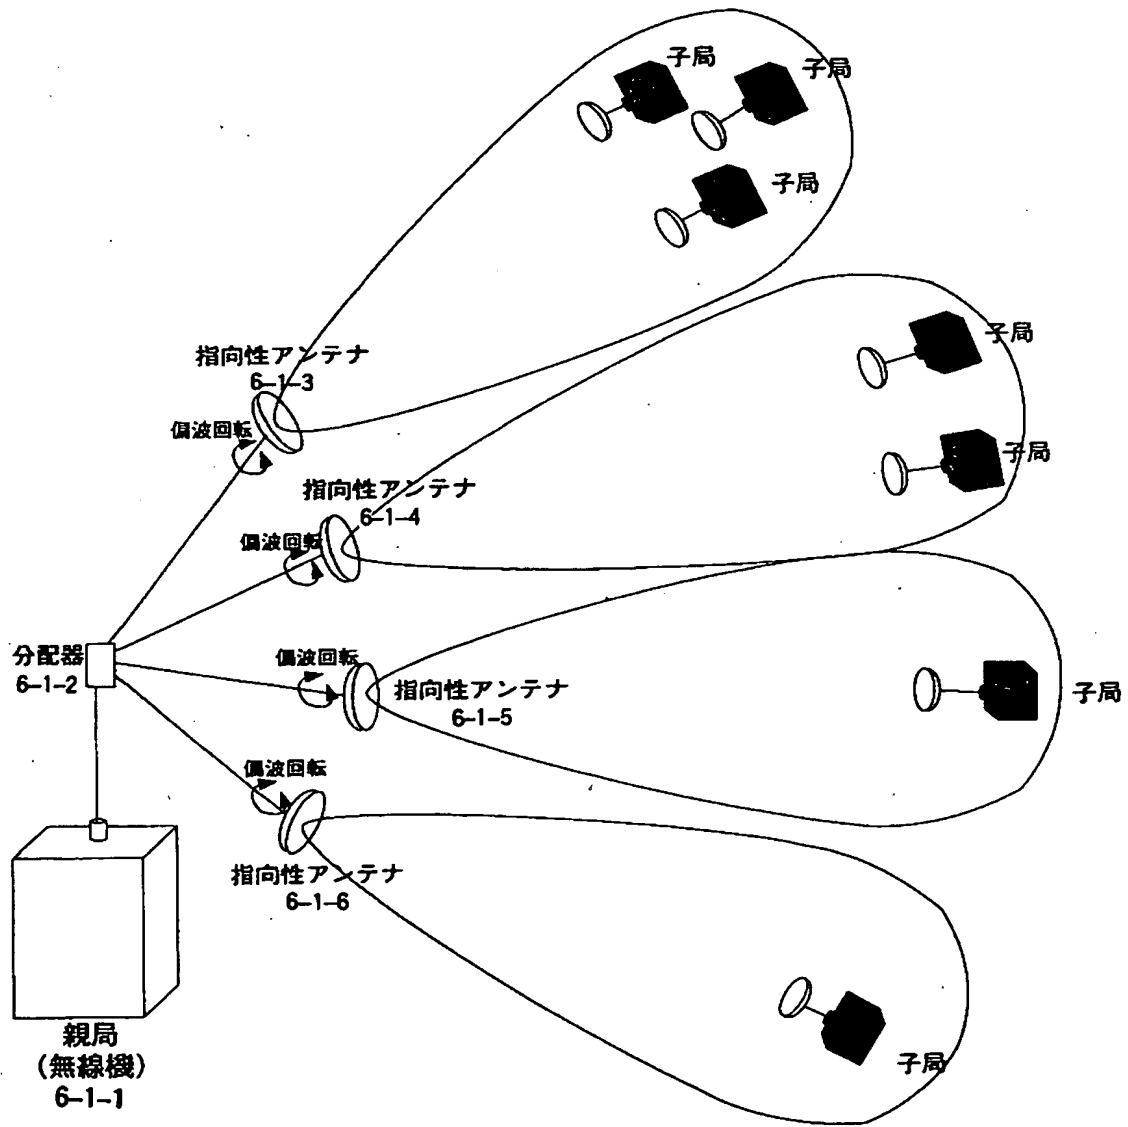 子局
子局
子局
指向性アンテナ
6-1-3
偏波回転
子局
子局
指向性アンテナ
6-1-4
偏波回転
分配器
6-1-2
偏波回転
指向性アンテナ
6-1-5
子局
偏波回転
指向性アンテナ
6-1-6
親局
(無線機)
6-1-1
子局